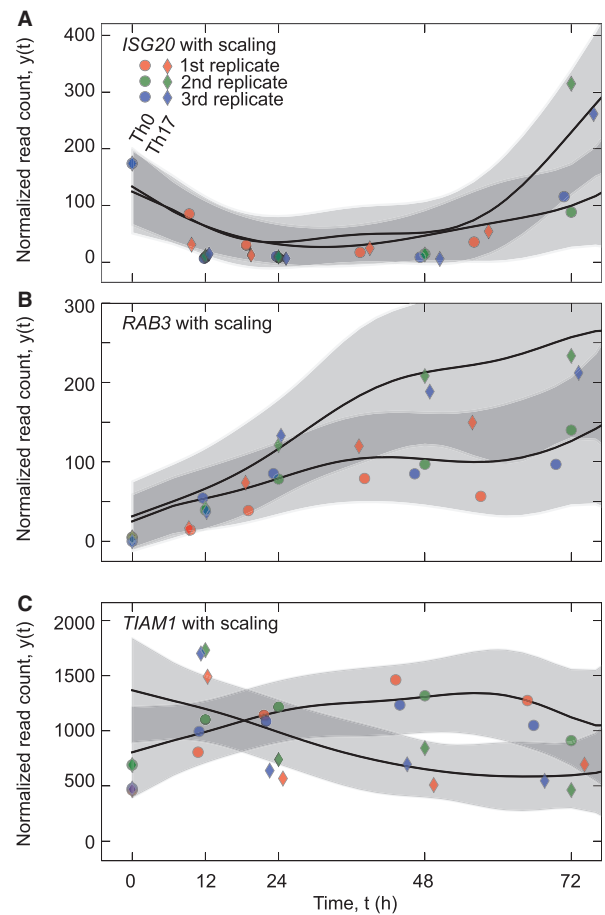 A
ISG20 with scaling
1st replicate
2nd replicate
3rd replicate
Th0
Th17
400
300
200
100
0
Normalized read count, y(t)
B
RAB3 with scaling
300
200
100
0
Normalized read count, y(t)
C
TIAM1 with scaling
2000
1500
1000
500
0
Normalized read count, y(t)
0 12 24 48 72
Time, t (h)